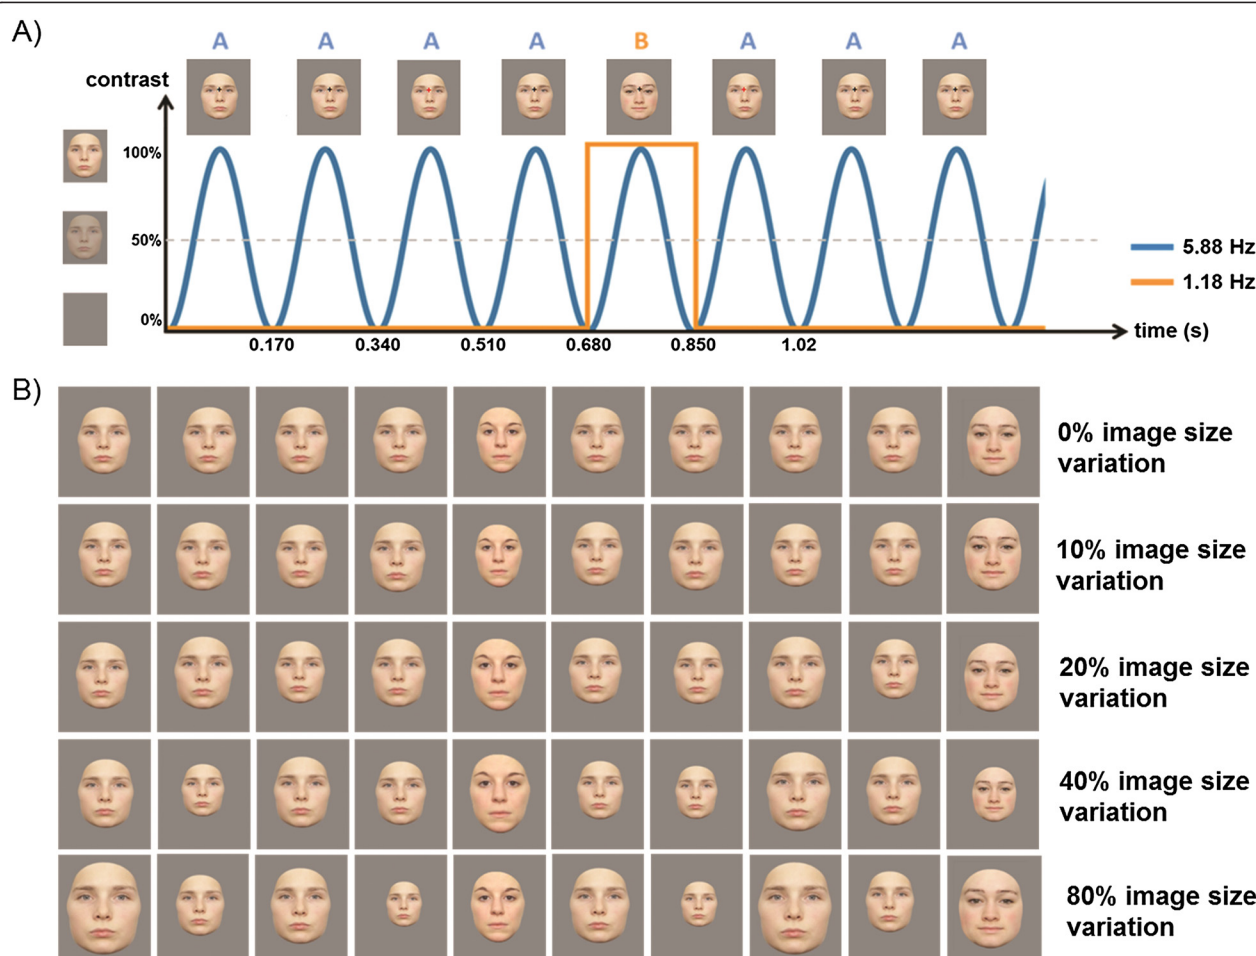 A)
A A A A B A A A
contrast
100%
50%
0%
5.88 Hz
1.18 Hz
time (s)
0.170 0.340 0.510 0.680 0.850 1.02
B)
0% image size
variation
10% image size
variation
20% image size
variation
40% image size
variation
80% image size
variation